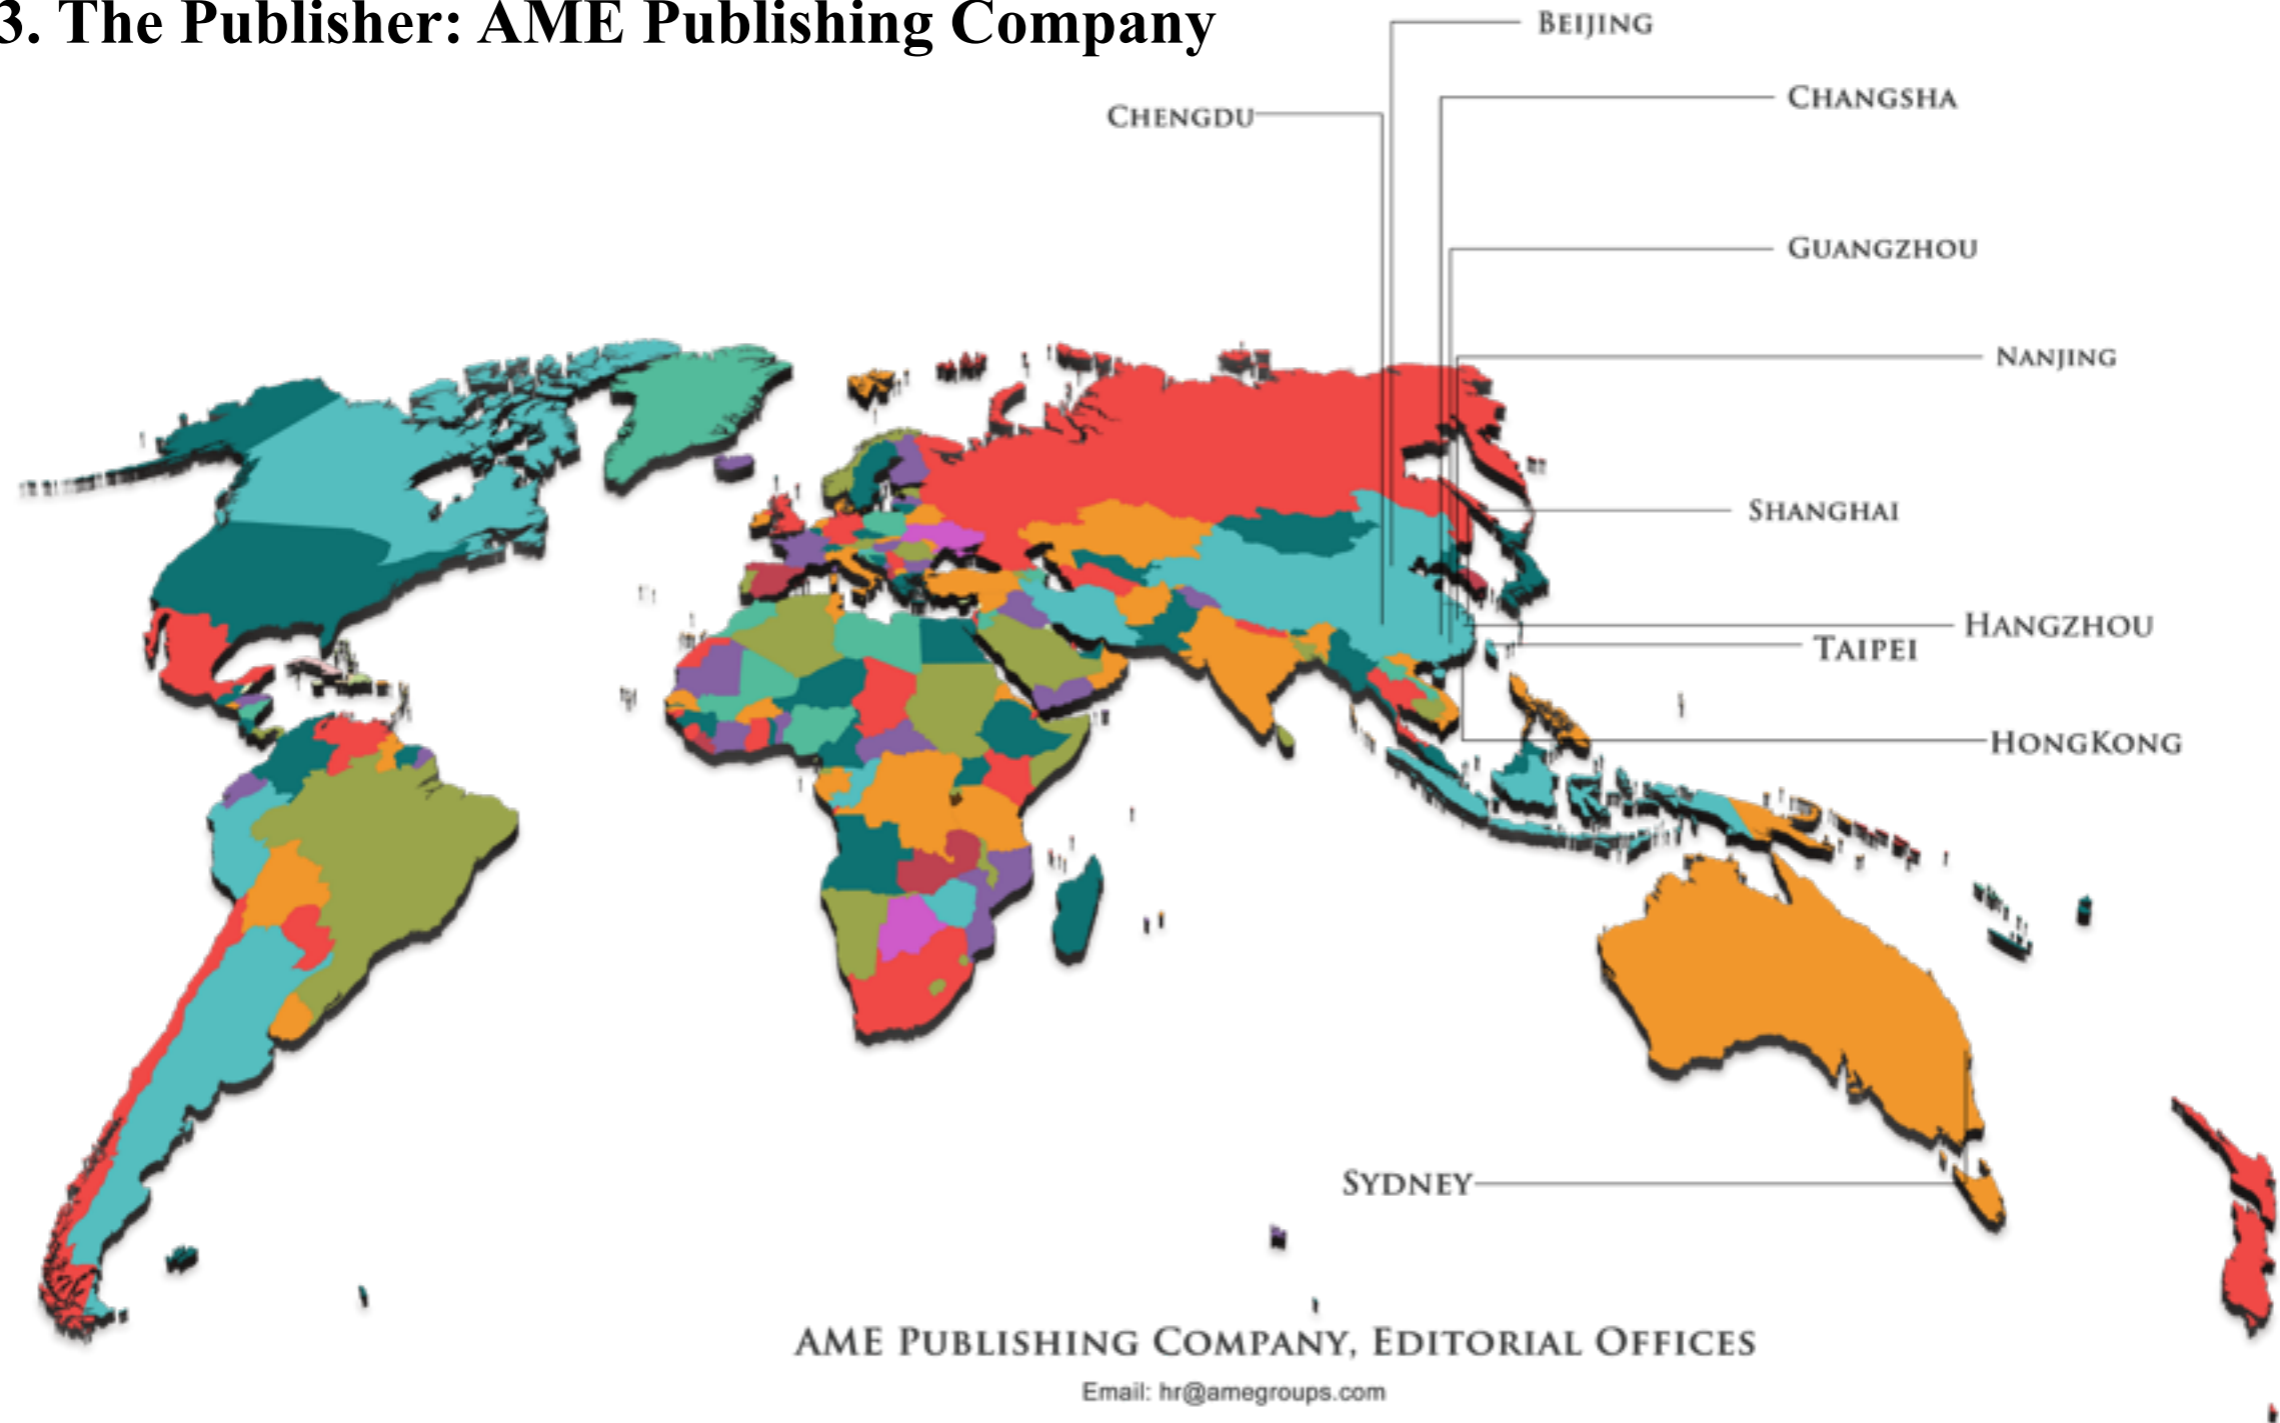 3. The Publisher: AME Publishing Company
BEIJING
CHANGSHA
CHENGDU
GUANGZHOU
NANJING
SHANGHAI
HANGZHOU
TAIPEI
HONGKONG
SYDNEY
AME PUBLISHING COMPANY, EDITORIAL OFFICES
Email: hr@amegroups.com